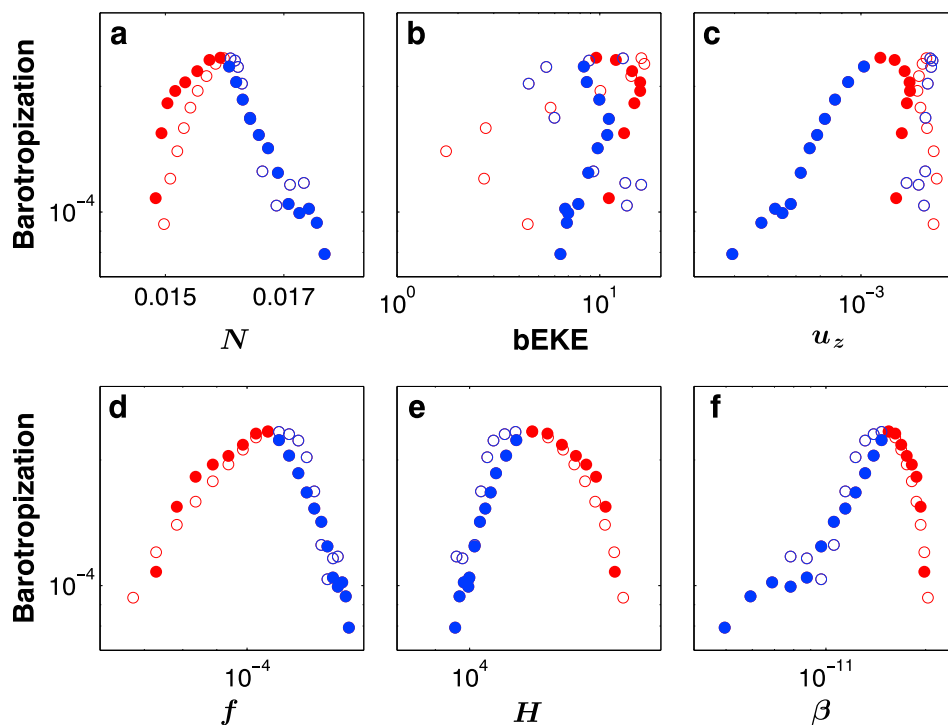 a b c
Barotropization
10⁻⁴
0.015 0.017 10⁰ 10¹ 10⁻³
N bEKE u_z
d e f
Barotropization
10⁻⁴
10⁻⁴ 10⁴ 10⁻¹¹
f H β